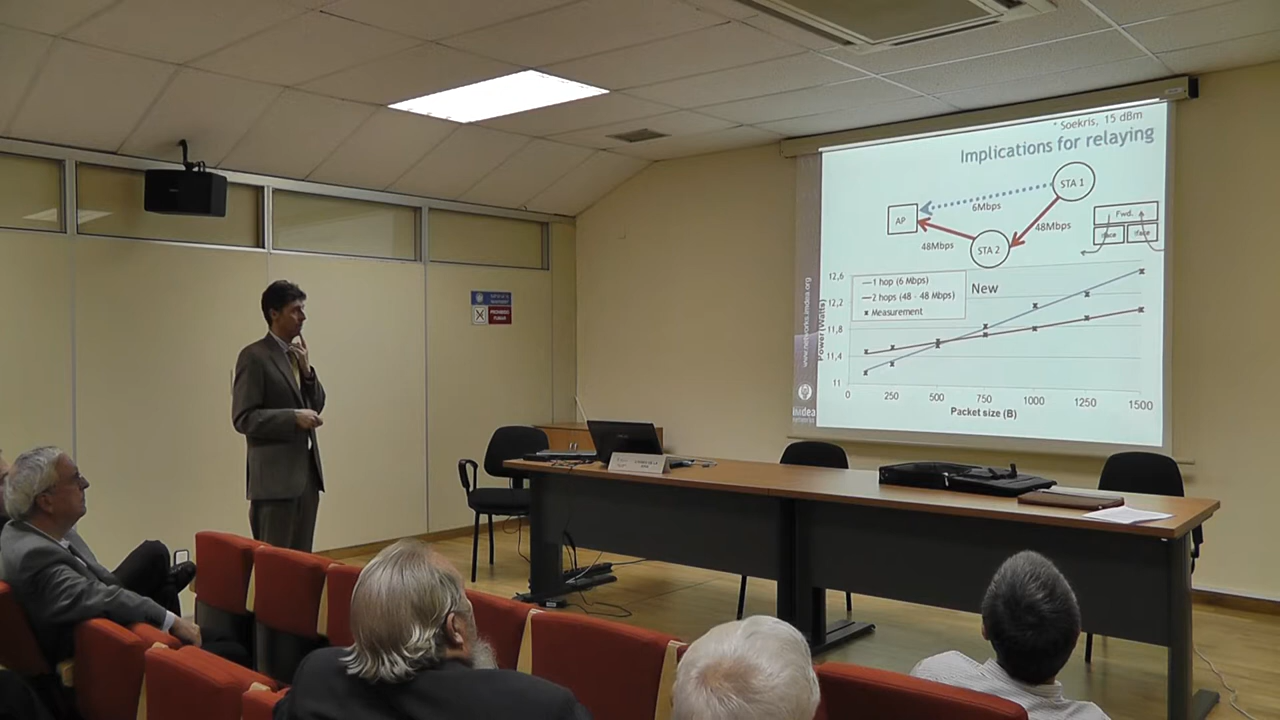 * Soekris, 15 dBm
Implications for relaying
STA 1
6Mbps
AP
48Mbps
STA 2
48Mbps
Fwd.
iface
iface
12,6
12,2
11,8
11,4
11
1 hop (6 Mbps)
2 hops (48 - 48 Mbps)
Measurement
New
Power (Watts)
0 250 500 750 1000 1250 1500
Packet size (B)
www.networks.imdea.org
imdea
networks